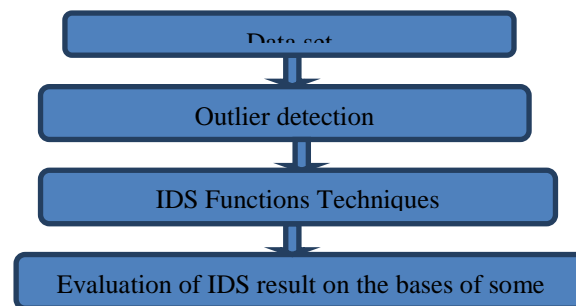 Data set
Outlier detection
IDS Functions Techniques
Evaluation of IDS result on the bases of some